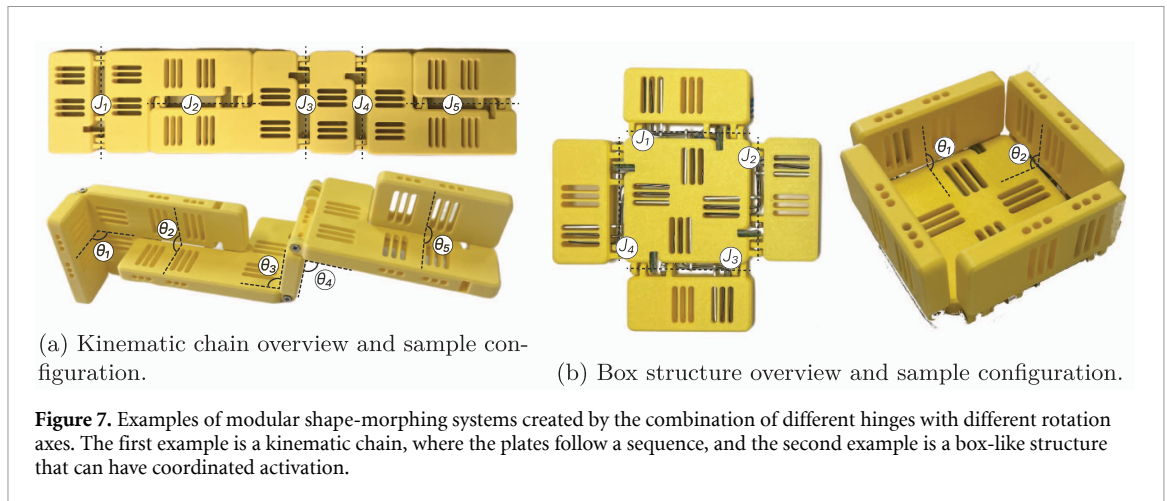 J1
J2
J3
J4
J5
θ1
θ2
θ3
θ4
θ5
(a) Kinematic chain overview and sample con-
figuration.
J1
J2
J3
J4
θ1
θ2
(b) Box structure overview and sample configuration.
Figure 7. Examples of modular shape-morphing systems created by the combination of different hinges with different rotation
axes. The first example is a kinematic chain, where the plates follow a sequence, and the second example is a box-like structure
that can have coordinated activation.